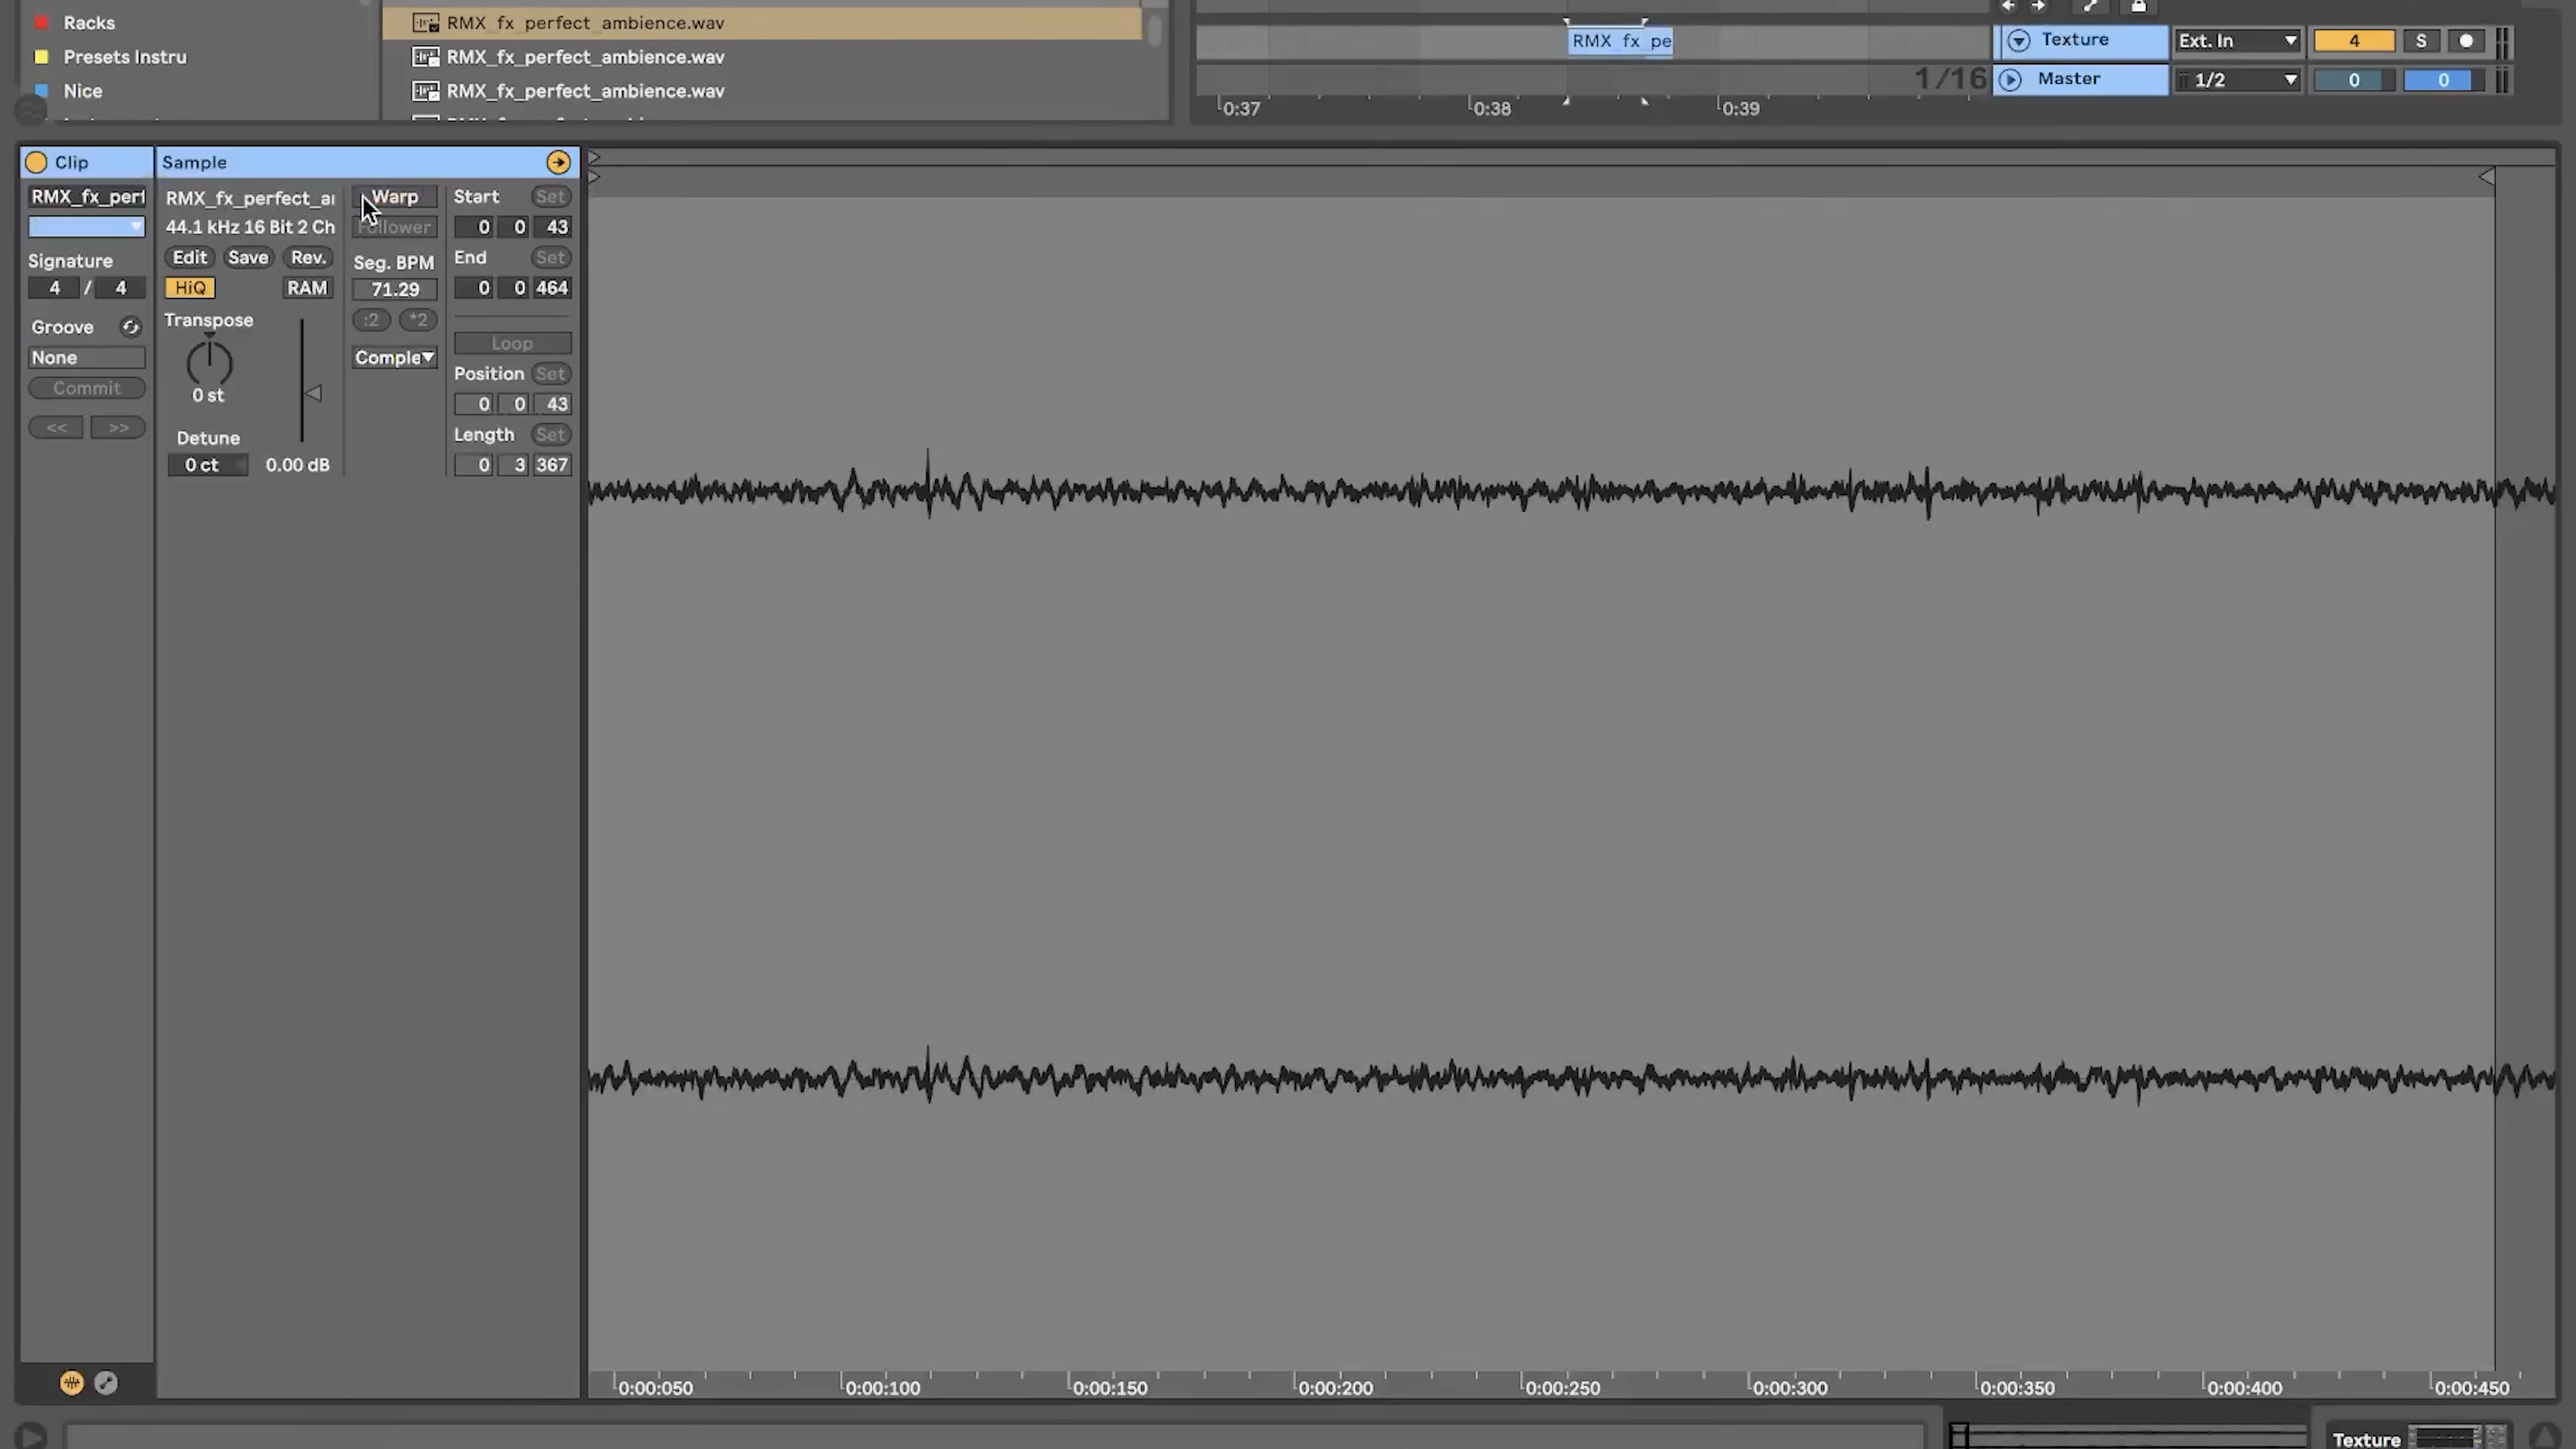 Racks
Presets Instru
Nice
RMX_fx_perfect_ambience.wav
RMX_fx_perfect_ambience.wav
RMX_fx_perfect_ambience.wav
RMX_fx_pe
1/16
0:37
0:38
0:39
Texture
Ext. In
4
S
Master
1/2
0
0
Clip
RMX_fx_perf
Signature
4 / 4
Groove
None
Commit
<< >>
Sample
RMX_fx_perfect_ar
44.1 kHz 16 Bit 2 Ch
Edit Save Rev.
HiQ RAM
Transpose
0 st
Detune
0 ct 0.00 dB
Warp
Follower
Seg. BPM
71.29
:2 *2
Comple
Start Set
0 0 43
End Set
0 0 464
Loop
Position Set
0 0 43
Length Set
0 3 367
0:00:050 0:00:100 0:00:150 0:00:200 0:00:250 0:00:300 0:00:350 0:00:400 0:00:450
Texture